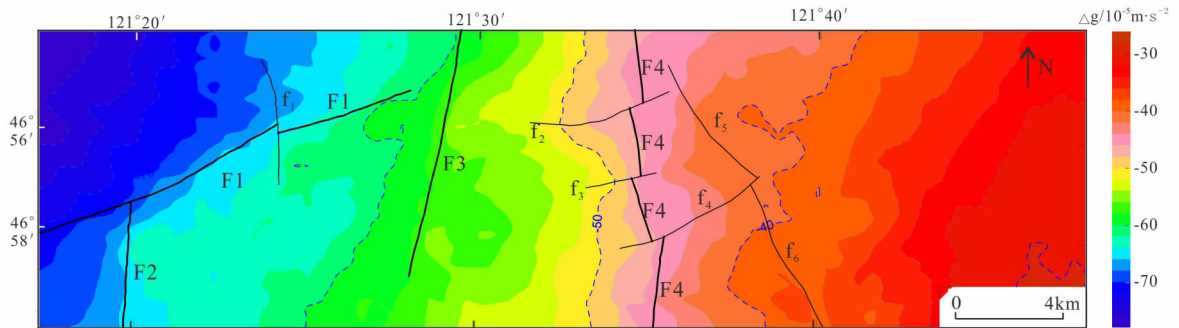 121°20′ 121°30′ 121°40′ △g/10⁻⁵m·s⁻²
-30
N
F4
f₁
F1
f₅
-40
46°
56′
f₂
F4
F1
F3
-50
f₃
F4
f₄
46°
58′
-50
-40
-60
f₆
F2
F4
-70
0 4km